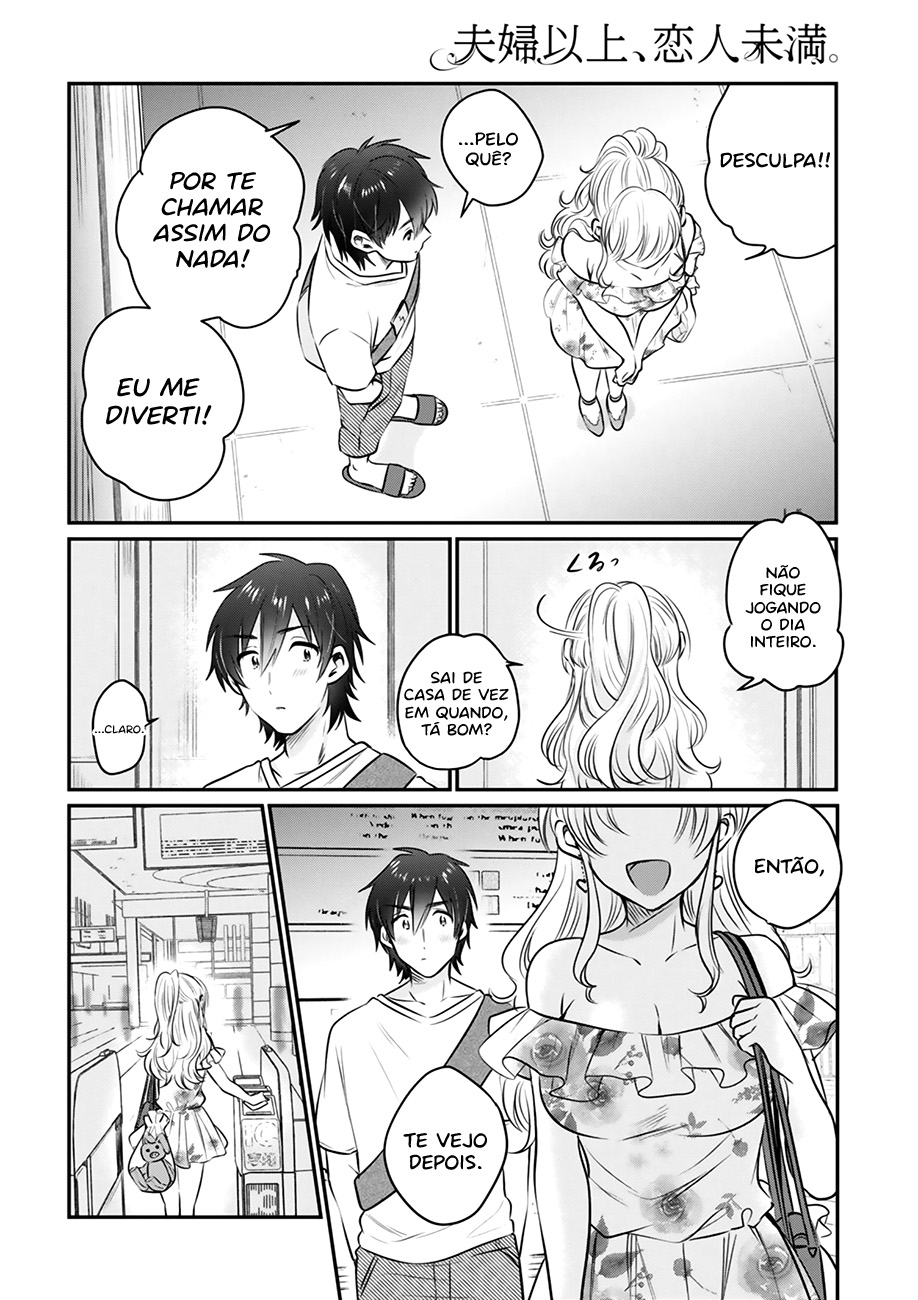 夫婦以上、恋人未満。
DESCULPA!!
...PELO
QUÊ?
POR TE
CHAMAR
ASSIM DO
NADA!
EU ME
DIVERTI!
くるっ
NÃO
FIQUE
JOGANDO
O DIA
INTEIRO.
SAI DE
CASA DE VEZ
EM QUANDO,
TÁ BOM?
...CLARO.
ENTÃO,
TE VEJO
DEPOIS.